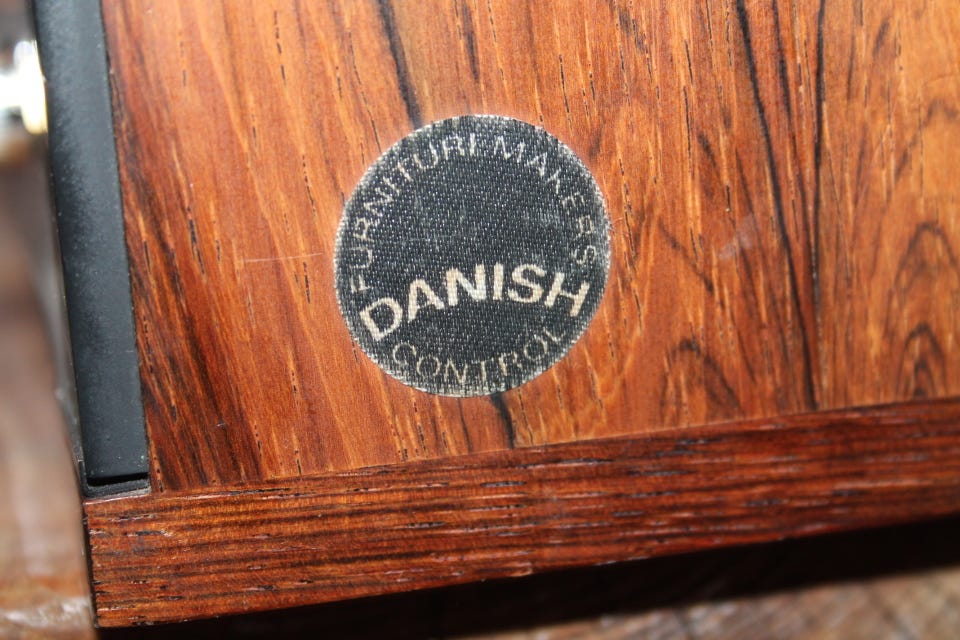 FURNITURE MAKERS
DANISH
CONTROL